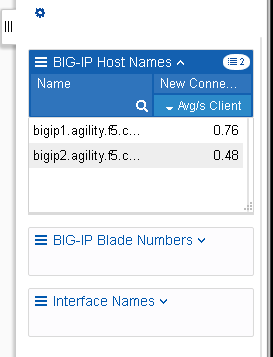 BIG-IP Host Names 2
Name New Conne...
Avg/s Client
bigip1.agility.f5.c... 0.76
bigip2.agility.f5.c... 0.48
BIG-IP Blade Numbers
Interface Names